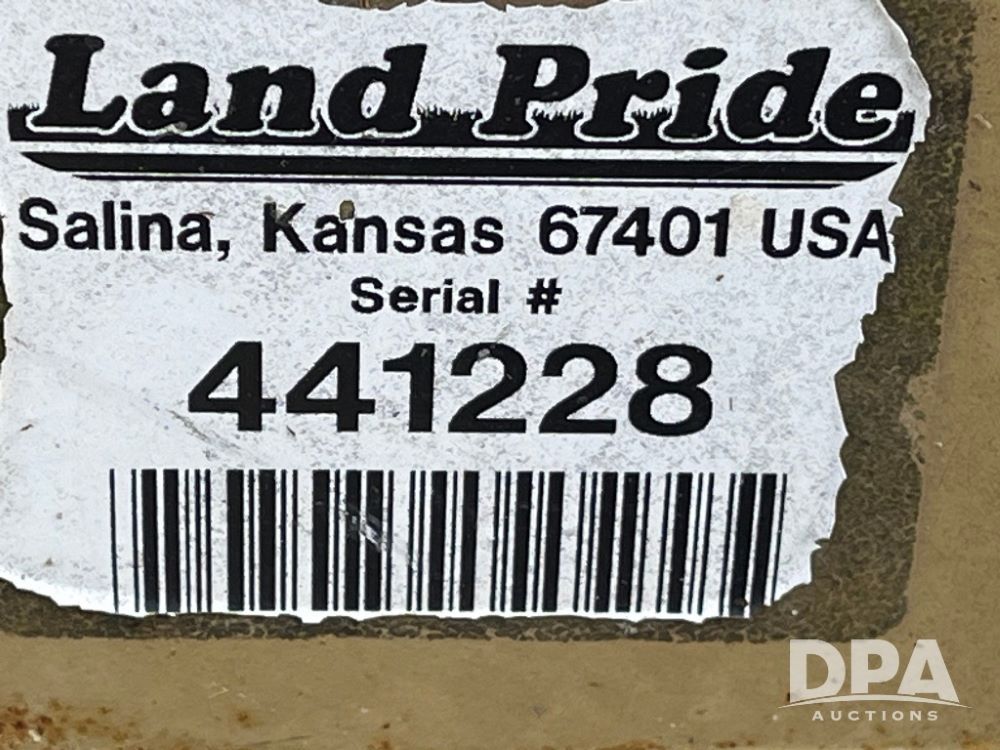 Land Pride
Salina, Kansas 67401 USA
Serial #
441228
DPA
AUCTIONS